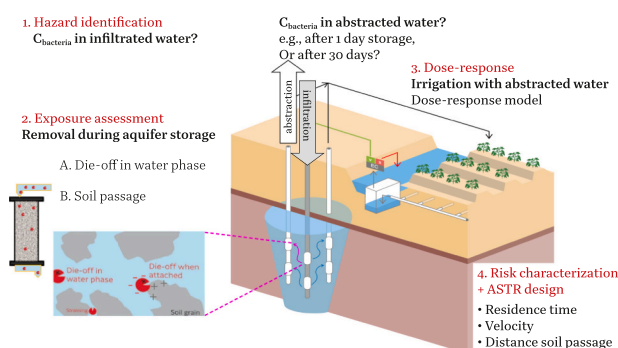 1. Hazard identification
C bacteria in infiltrated water?
C bacteria in abstracted water?
e.g., after 1 day storage,
Or after 30 days?
3. Dose-response
Irrigation with abstracted water
Dose-response model
2. Exposure assessment
Removal during aquifer storage
A. Die-off in water phase
B. Soil passage
abstraction
infiltration
Die-off in
water phase
Die-off when
attached
Soil grain
4. Risk characterization
+ ASTR design
• Residence time
• Velocity
• Distance soil passage